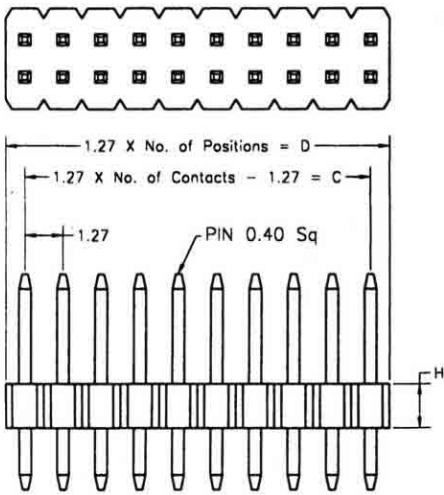 1.27 X No. of Positions = D
1.27 X No. of Contacts - 1.27 = C
1.27
PIN 0.40 Sq
H